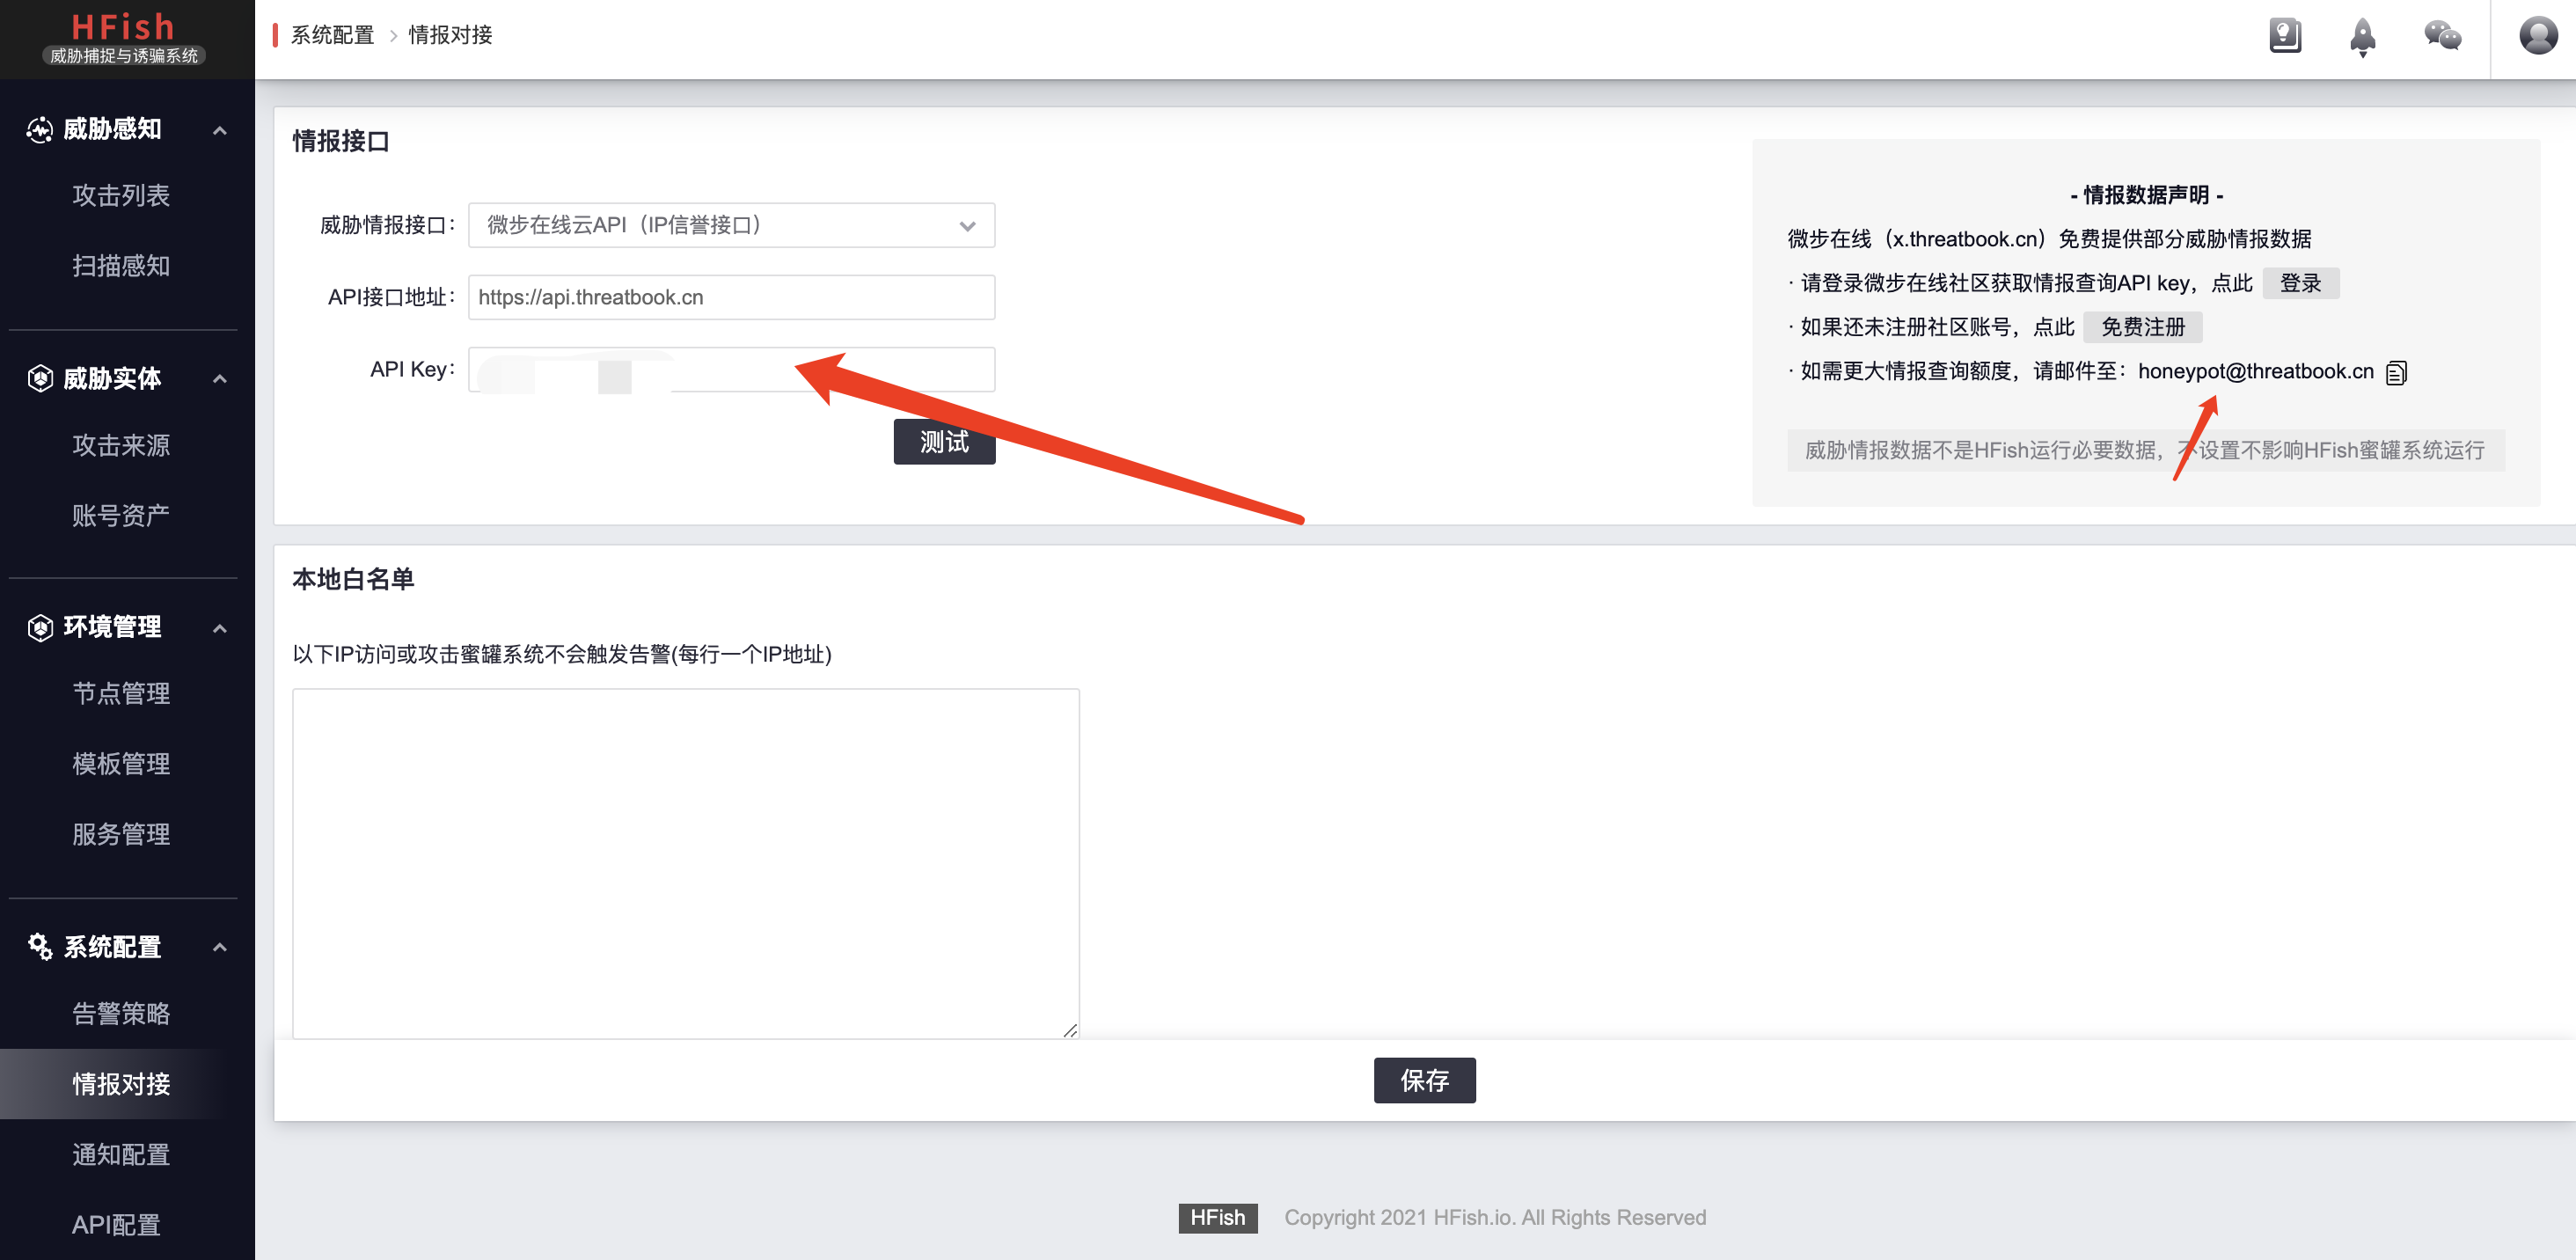 HFish
威胁捕捉与诱骗系统
系统配置 > 情报对接
威胁感知
攻击列表
扫描感知
威胁实体
攻击来源
账号资产
环境管理
节点管理
模板管理
服务管理
系统配置
告警策略
情报对接
通知配置
API配置
情报接口
威胁情报接口： 微步在线云API（IP信誉接口）
API接口地址： https://api.threatbook.cn
API Key：
测试
- 情报数据声明 -
微步在线（x.threatbook.cn）免费提供部分威胁情报数据
· 请登录微步在线社区获取情报查询API key，点此 登录
· 如果还未注册社区账号，点此 免费注册
· 如需更大情报查询额度，请邮件至：honeypot@threatbook.cn
威胁情报数据不是HFish运行必要数据，不设置不影响HFish蜜罐系统运行
本地白名单
以下IP访问或攻击蜜罐系统不会触发告警(每行一个IP地址)
保存
HFish Copyright 2021 HFish.io. All Rights Reserved